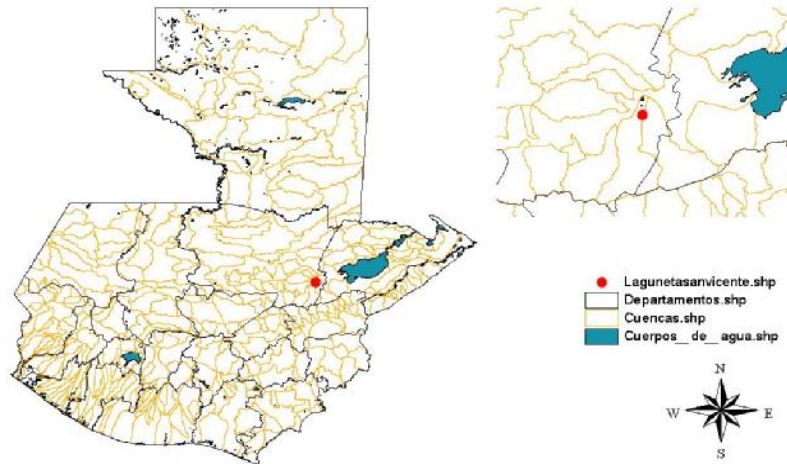 Lagunetasanvicente.shp
Departamentos.shp
Cuencas.shp
Cuerpos__de__agua.shp
N
W E
S